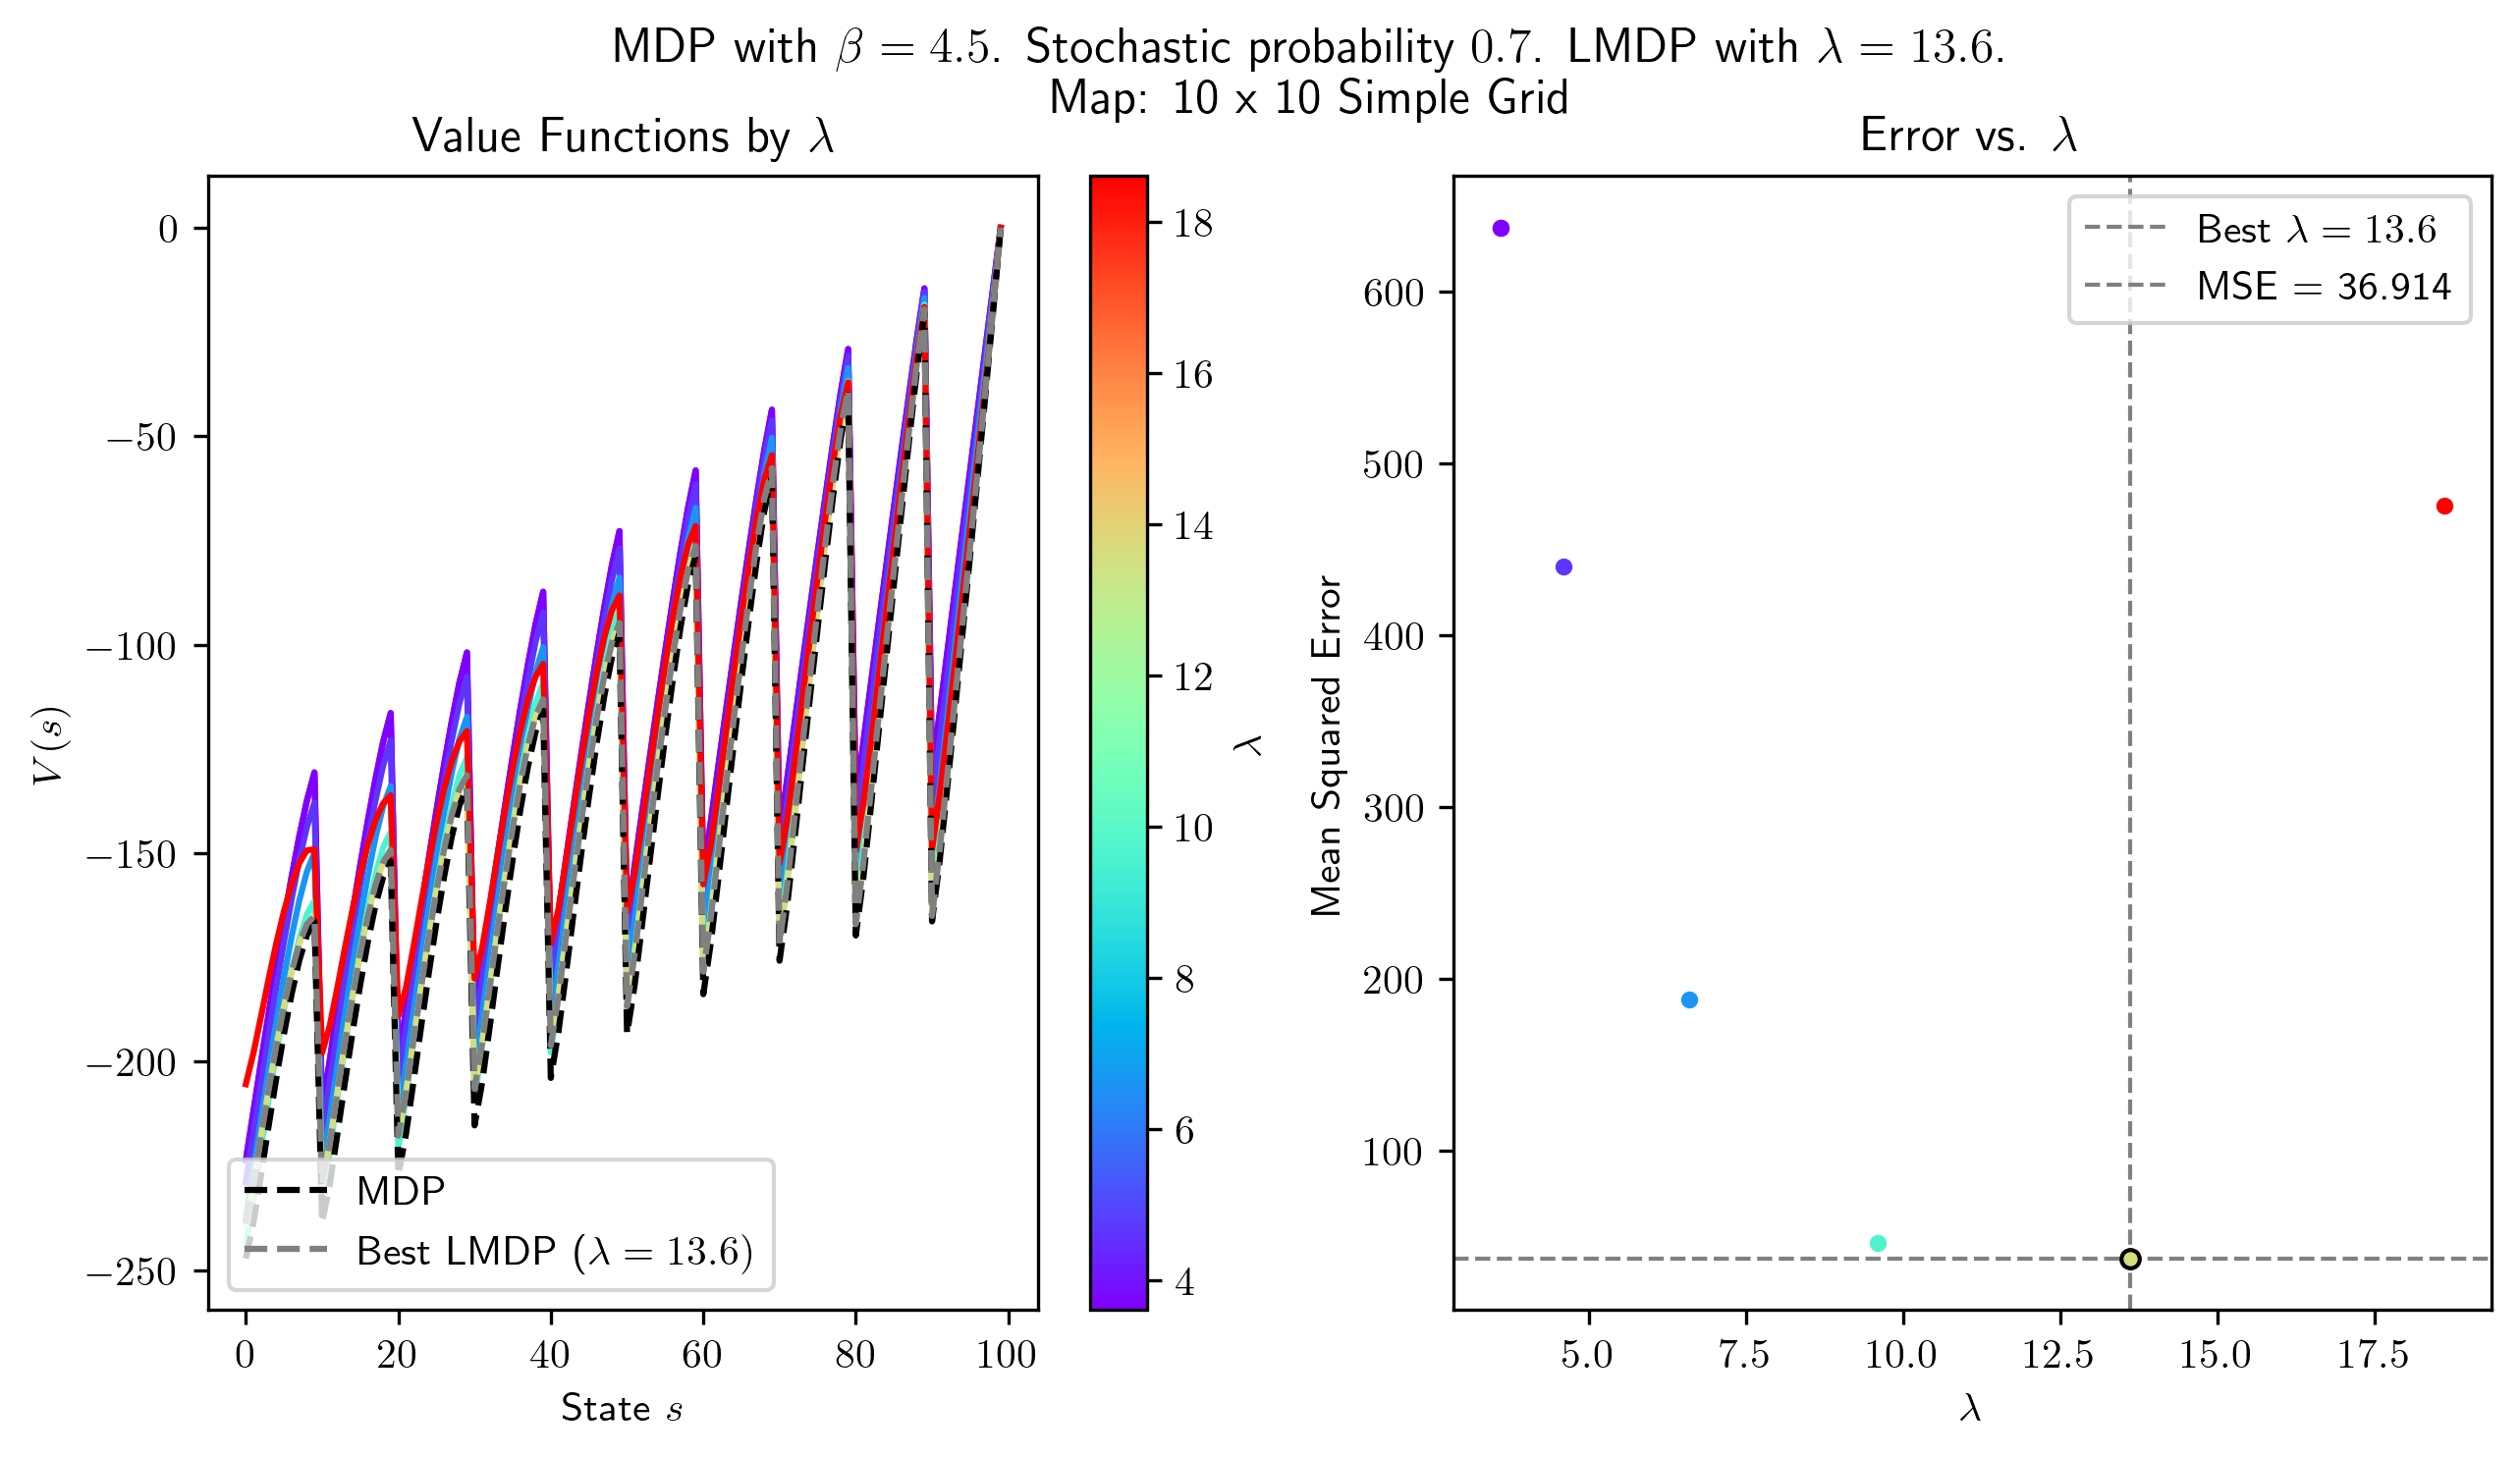 MDP with β = 4.5. Stochastic probability 0.7. LMDP with λ = 13.6.
Map: 10 x 10 Simple Grid
Value Functions by λ
0
−50
−100
−150
−200
−250
V(s)
0 20 40 60 80 100
State s
MDP
Best LMDP (λ = 13.6)
18
16
14
12
10
8
6
4
λ
Error vs. λ
600
500
400
300
200
100
Mean Squared Error
5.0 7.5 10.0 12.5 15.0 17.5
λ
Best λ = 13.6
MSE = 36.914